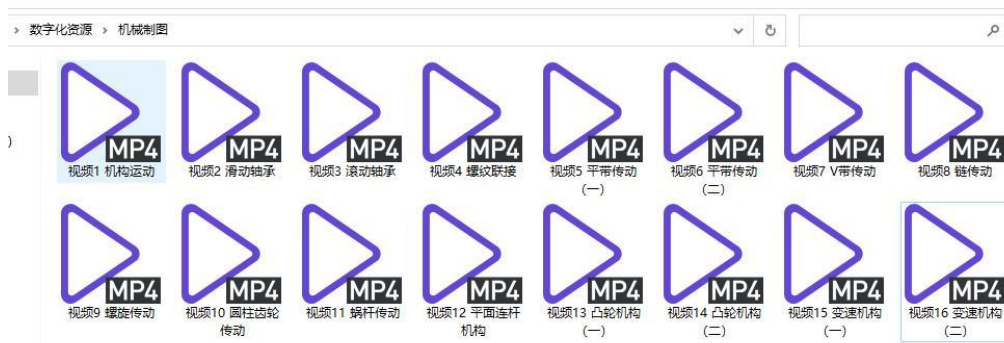 › 数字化资源 › 机械制图
MP4 MP4 MP4 MP4 MP4 MP4 MP4 MP4
视频1 机构运动 视频2 滑动轴承 视频3 滚动轴承 视频4 螺纹联接 视频5 平带传动 视频6 平带传动 视频7 V带传动 视频8 链传动
(一) (二)
)
MP4 MP4 MP4 MP4 MP4 MP4 MP4 MP4
视频9 螺旋传动 视频10 圆柱齿轮 视频11 蜗杆传动 视频12 平面连杆 视频13 凸轮机构 视频14 凸轮机构 视频15 变速机构 视频16 变速机构
传动 机构 (一) (二) (一) (二)